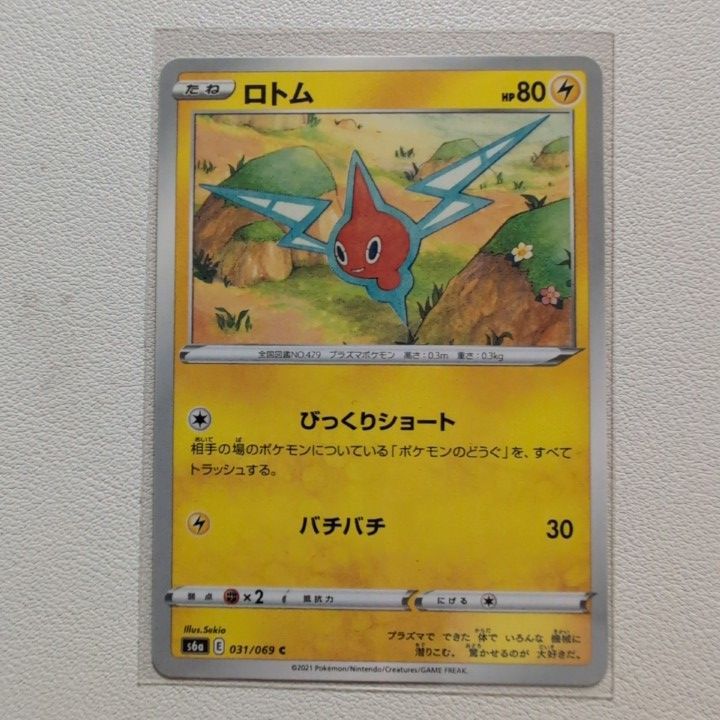 たね ロトム HP 80
全国図鑑NO.479 プラズマポケモン 高さ:0.3m 重さ:0.3kg
びっくりショート
相手の場のポケモンについている「ポケモンのどうぐ」を、すべて
トラッシュする。
バチバチ 30
弱点 ×2 抵抗力 にげる
Illus.Sekio
s6a E 031/069 C
プラズマで できた 体で いろんな 機械に
潜りこむ。 驚かせるのが 大好きだ。
©2021 Pokémon/Nintendo/Creatures/GAME FREAK.